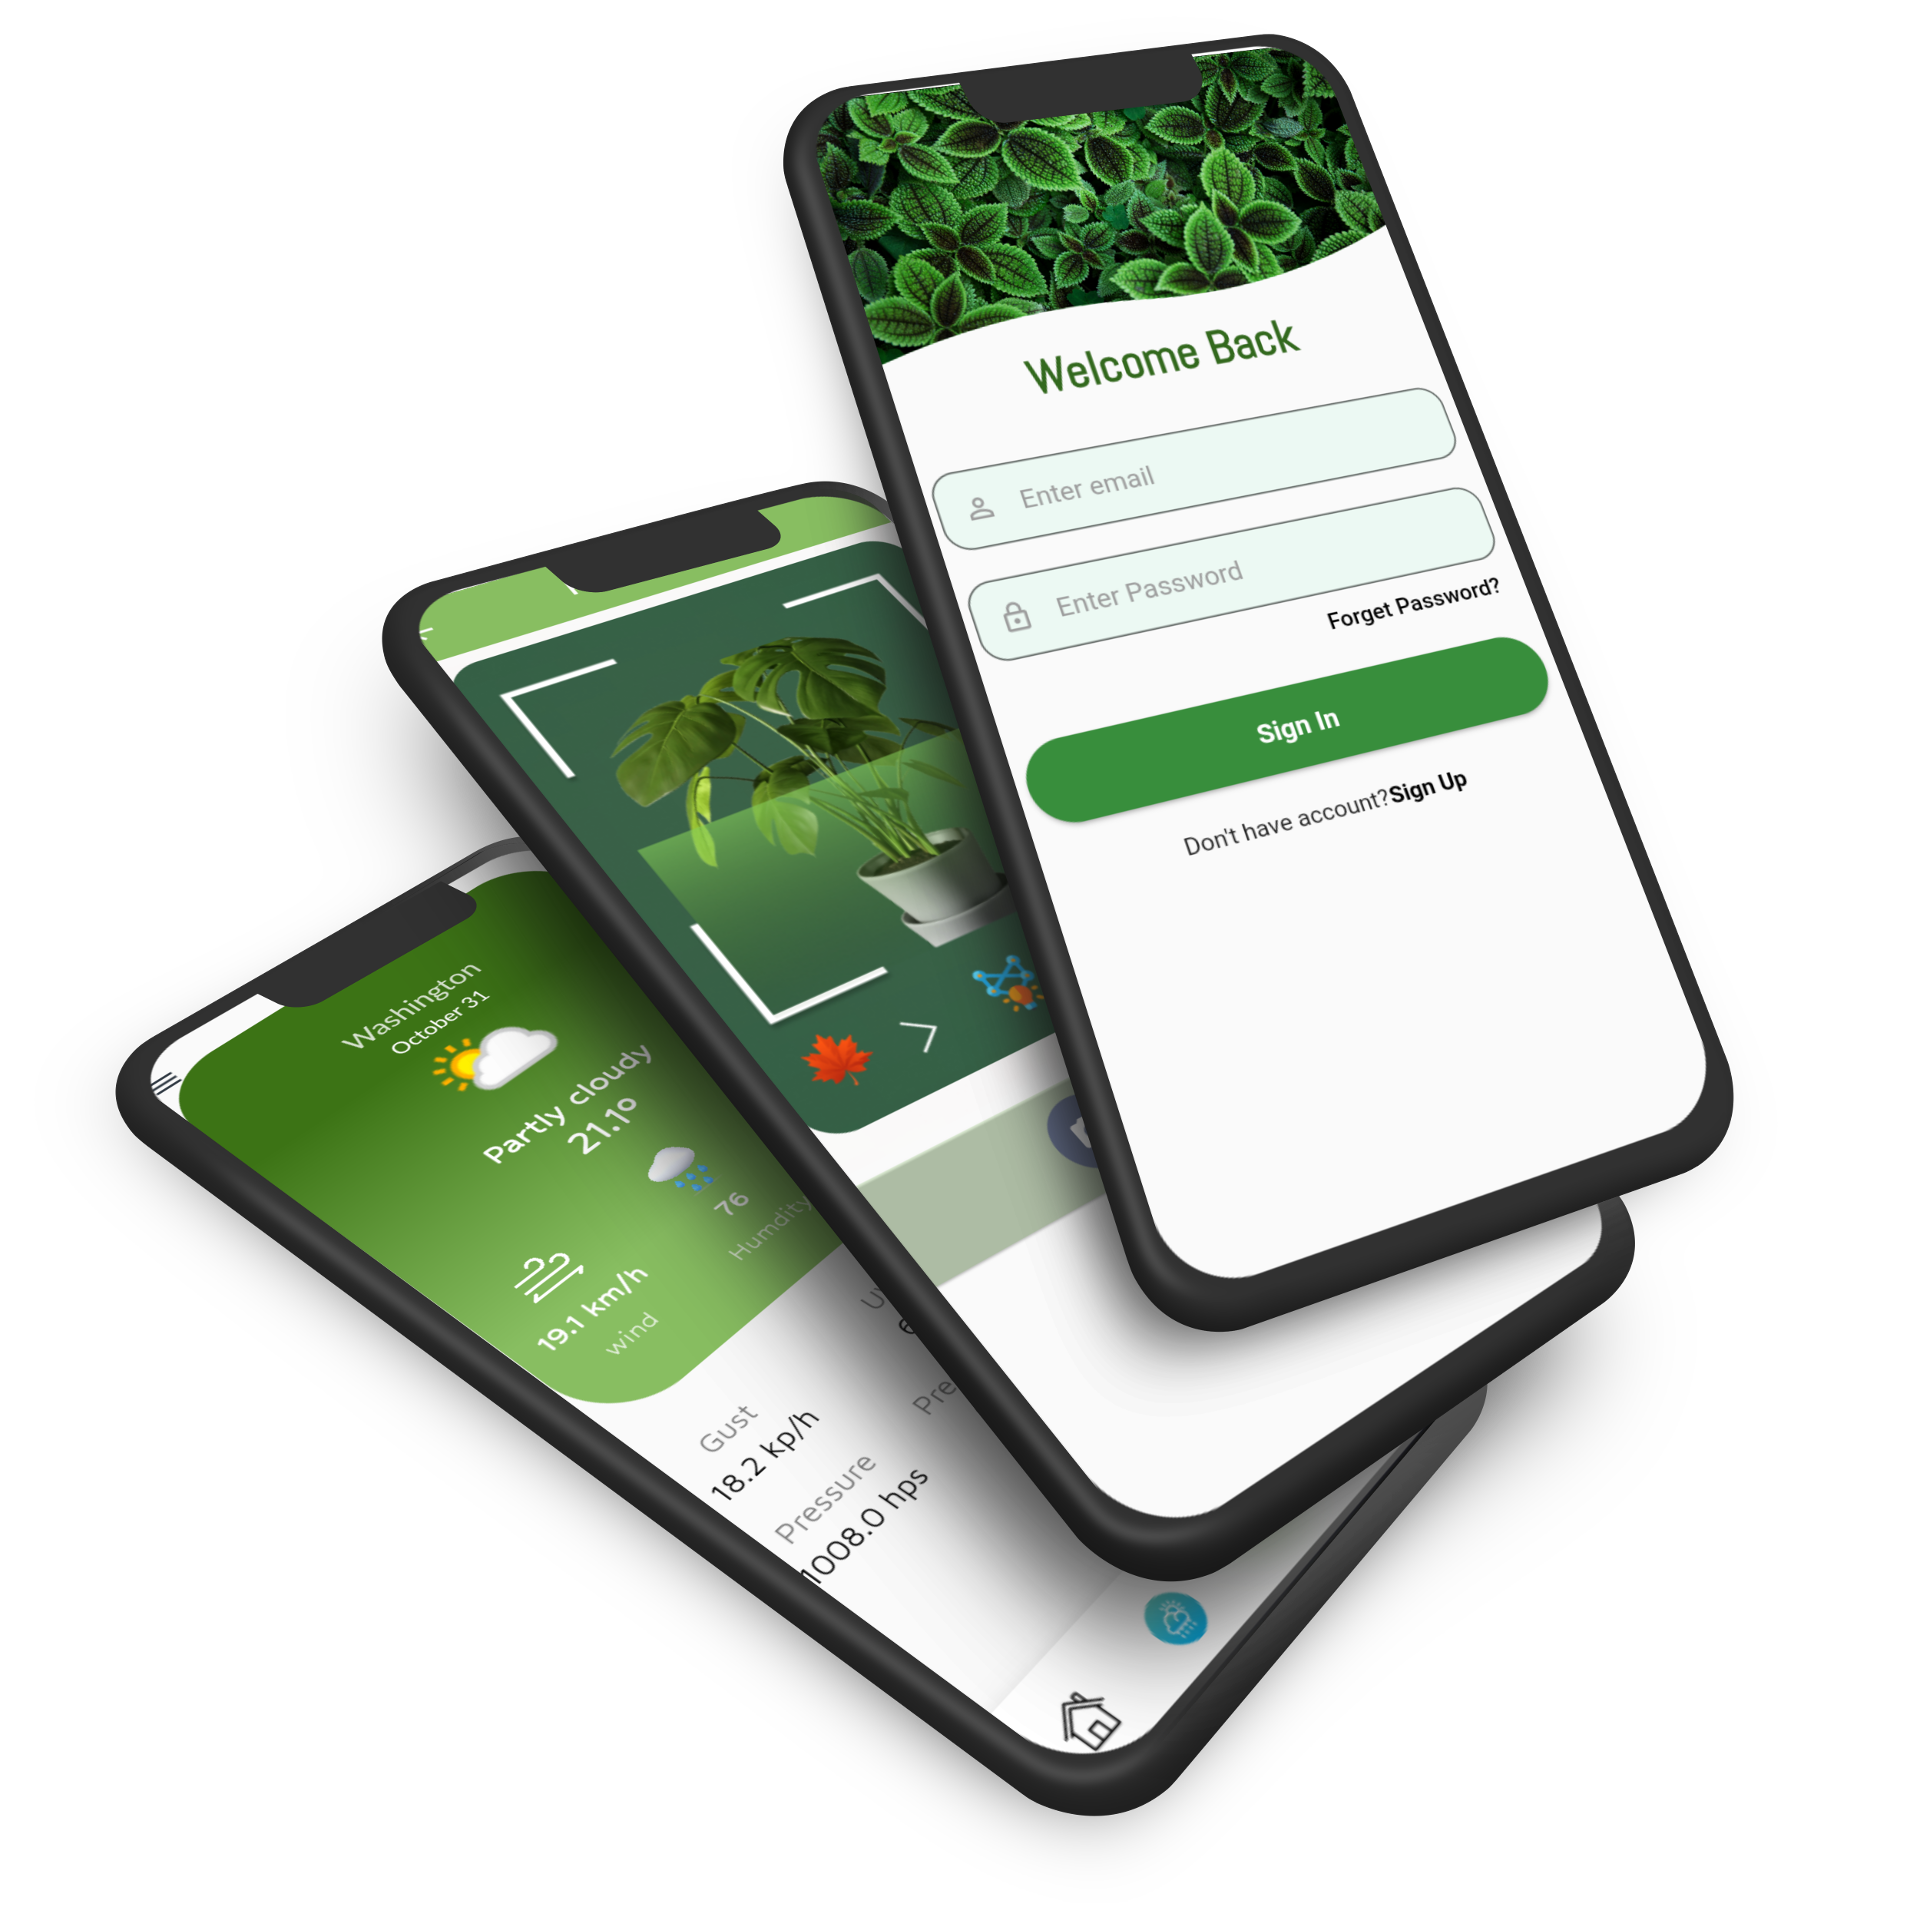 Welcome Back
Enter email
Enter Password
Forget Password?
Sign In
Don't have account?Sign Up
Washington
October 31
Partly cloudy
21.1°
76
Humdity
19.1 km/h
wind
Gust
18.2 kp/h
Pressure
1008.0 hps